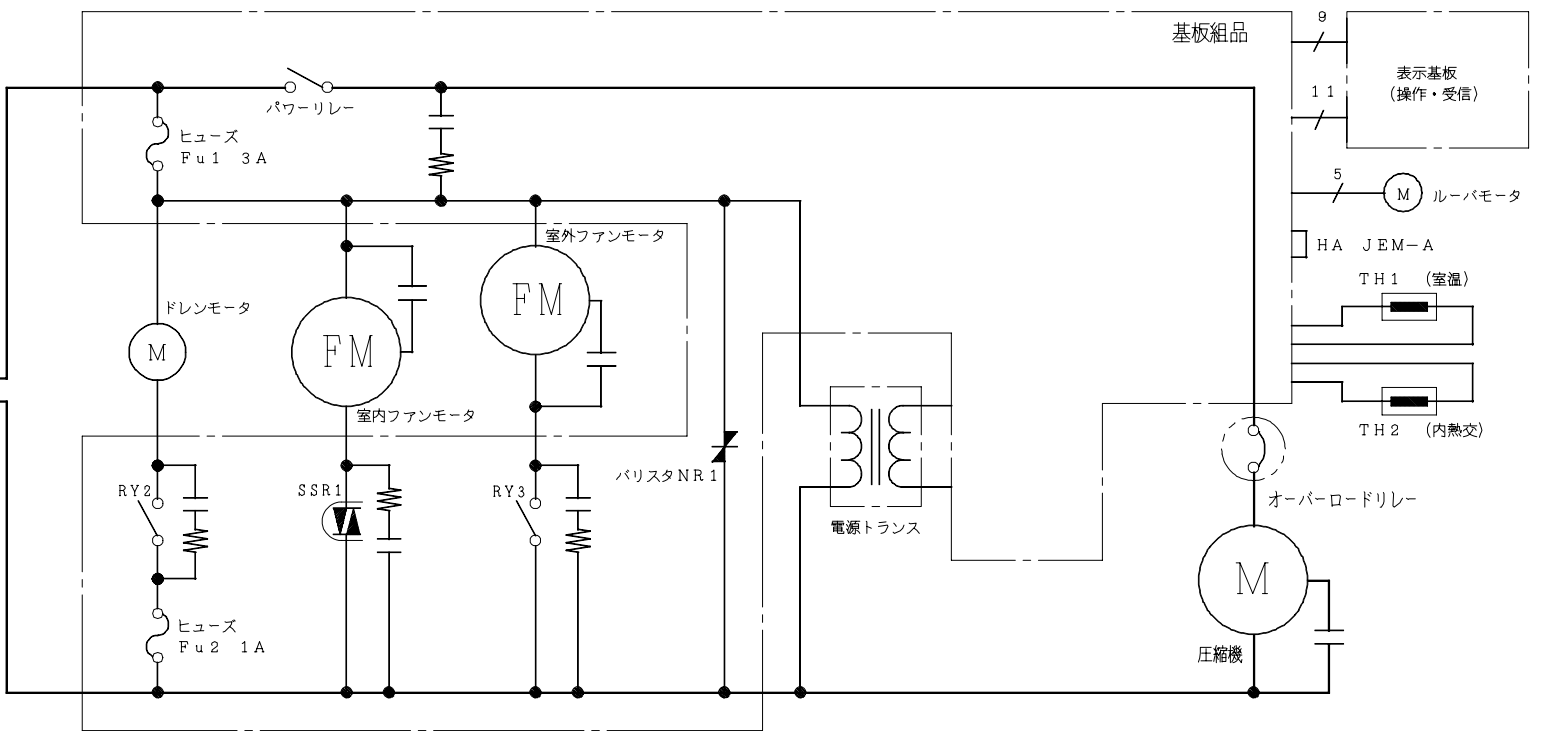 基板組品
9
表示基板
(操作・受信)
11
パワーリレー
ヒューズ
Fu1 3A
5
M
ルーバモータ
室外ファンモータ
HA JEM-A
FM
TH1 (室温)
ドレンモータ
M
FM
室内ファンモータ
TH2 (内熱交)
バリスタNR1
RY2
SSR1
RY3
オーバーロードリレー
電源トランス
M
ヒューズ
Fu2 1A
圧縮機